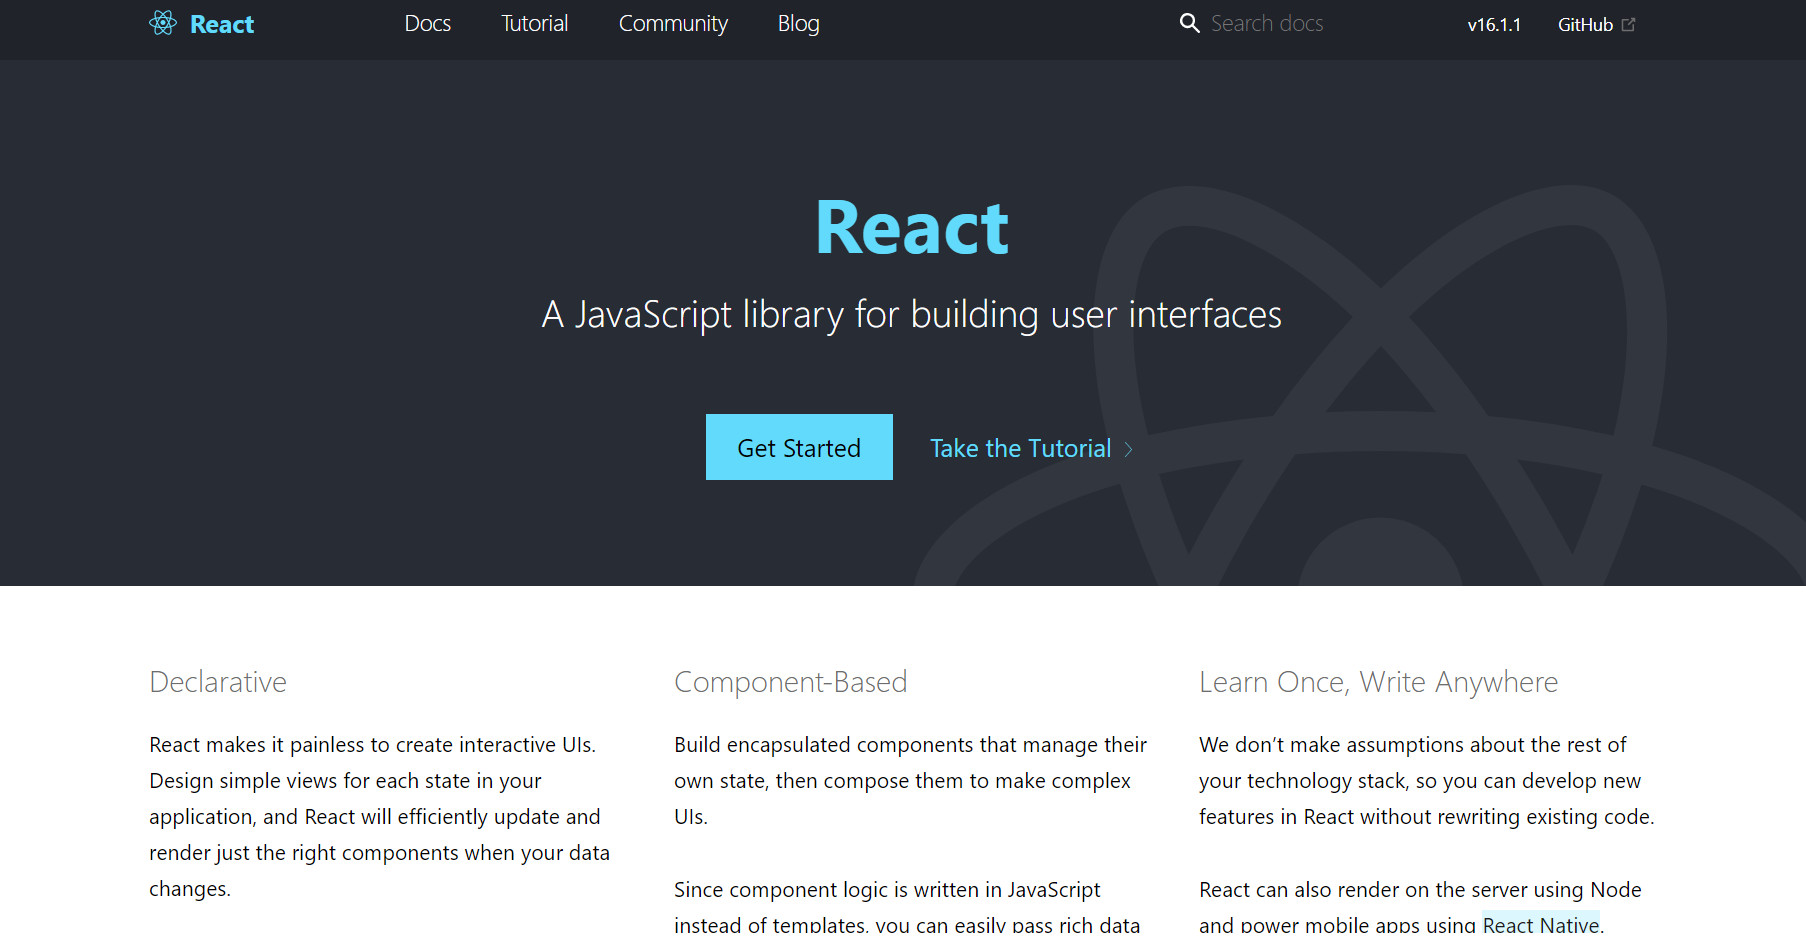 React Docs Tutorial Community Blog Search docs v16.1.1 GitHub
React
A JavaScript library for building user interfaces
Get Started Take the Tutorial
Declarative
React makes it painless to create interactive UIs.
Design simple views for each state in your
application, and React will efficiently update and
render just the right components when your data
changes.
Component-Based
Build encapsulated components that manage their
own state, then compose them to make complex
UIs.
Since component logic is written in JavaScript
instead of templates, you can easily pass rich data
Learn Once, Write Anywhere
We don’t make assumptions about the rest of
your technology stack, so you can develop new
features in React without rewriting existing code.
React can also render on the server using Node
and power mobile apps using React Native.